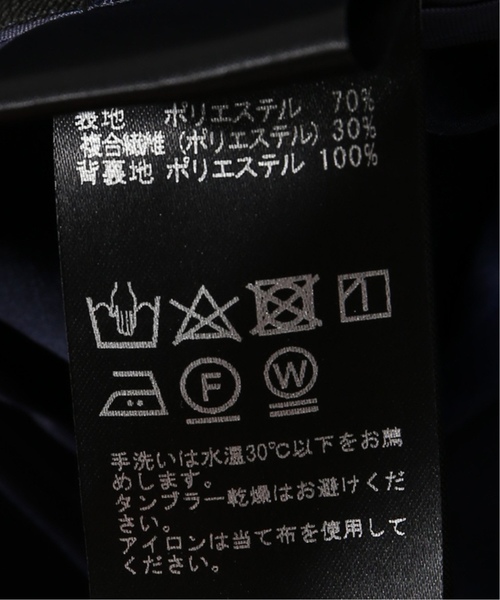 表地 ポリエステル 70%
複合繊維(ポリエステル) 30%
背裏地 ポリエステル 100%
F W
手洗いは水温30℃以下をお薦
めします。
タンブラー乾燥はお避けくだ
さい。
アイロンは当て布を使用して
ください。